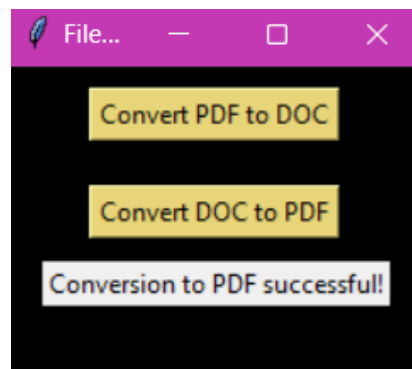 File...
Convert PDF to DOC
Convert DOC to PDF
Conversion to PDF successful!